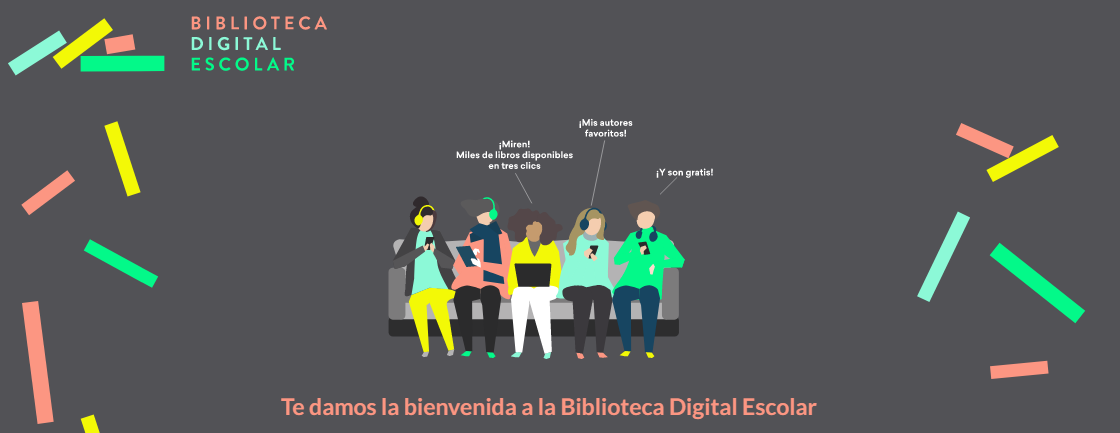 BIBLIOTECA
DIGITAL
ESCOLAR
¡Mis autores
favoritos!
¡Miren!
Miles de libros disponibles
en tres clics
¡Y son gratis!
Te damos la bienvenida a la Biblioteca Digital Escolar